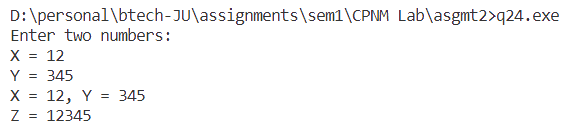 D:\personal\btech-JU\assignments\sem1\CPNM Lab\asgmt2>q24.exe
Enter two numbers:
X = 12
Y = 345
X = 12, Y = 345
Z = 12345